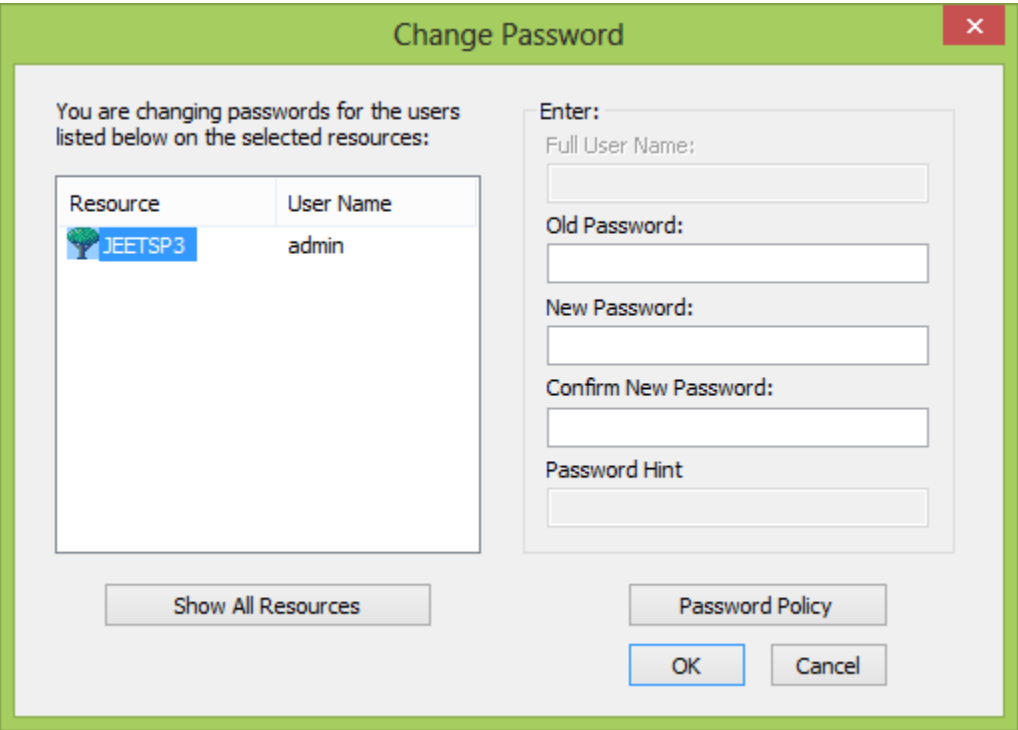 Change Password
You are changing passwords for the users
listed below on the selected resources:
Resource User Name
JEETSP3 admin
Show All Resources
Enter:
Full User Name:
Old Password:
New Password:
Confirm New Password:
Password Hint
Password Policy
OK Cancel